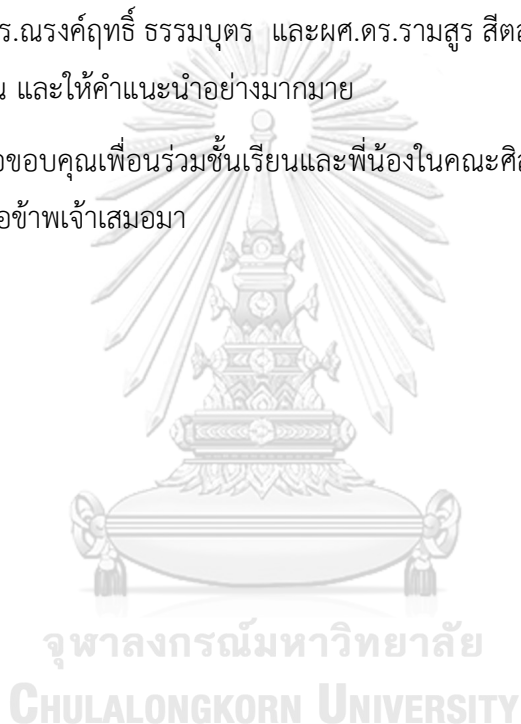 ร.ณรงค์ฤทธิ์ ธรรมบุตร และผศ.ดร.รามสูร สีตล
และให้คำแนะนำอย่างมากมาย
ขอบคุณเพื่อนร่วมชั้นเรียนและพี่น้องในคณะศิล
ข้าพเจ้าเสมอมา
จุฬาลงกรณ์มหาวิทยาลัย
CHULALONGKORN UNIVERSITY